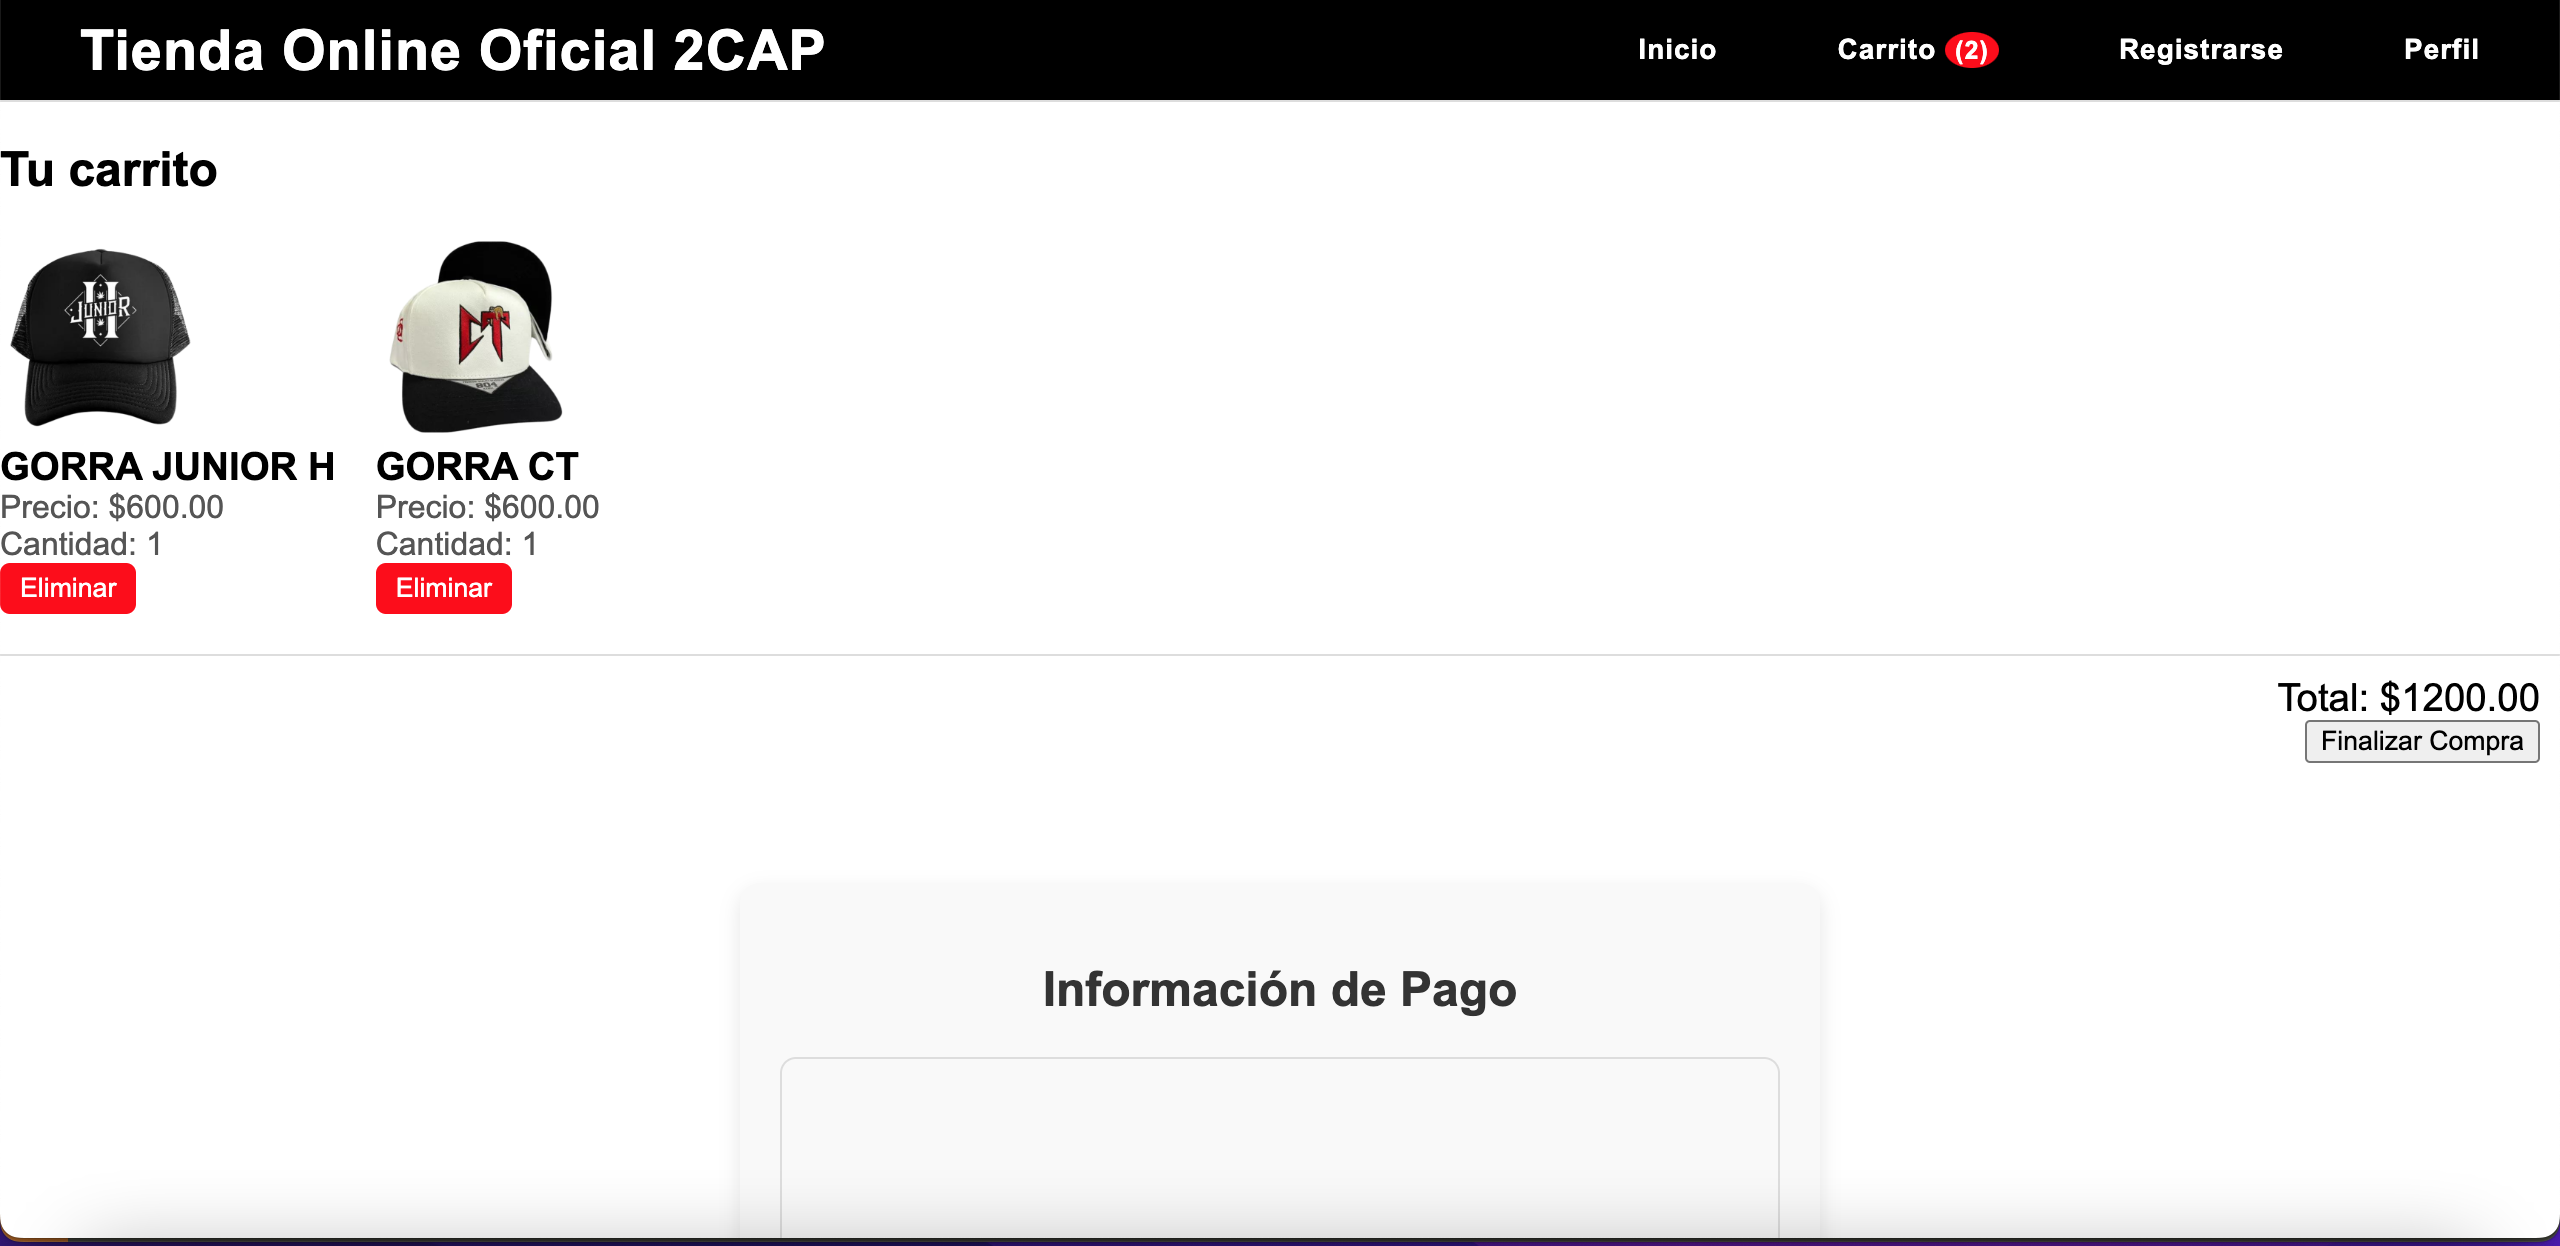 Tienda Online Oficial 2CAP
Inicio
Carrito (2)
Registrarse
Perfil
Tu carrito
JUNIOR H
CT
804
GORRA JUNIOR H
Precio: $600.00
Cantidad: 1
Eliminar
GORRA CT
Precio: $600.00
Cantidad: 1
Eliminar
Total: $1200.00
Finalizar Compra
Información de Pago